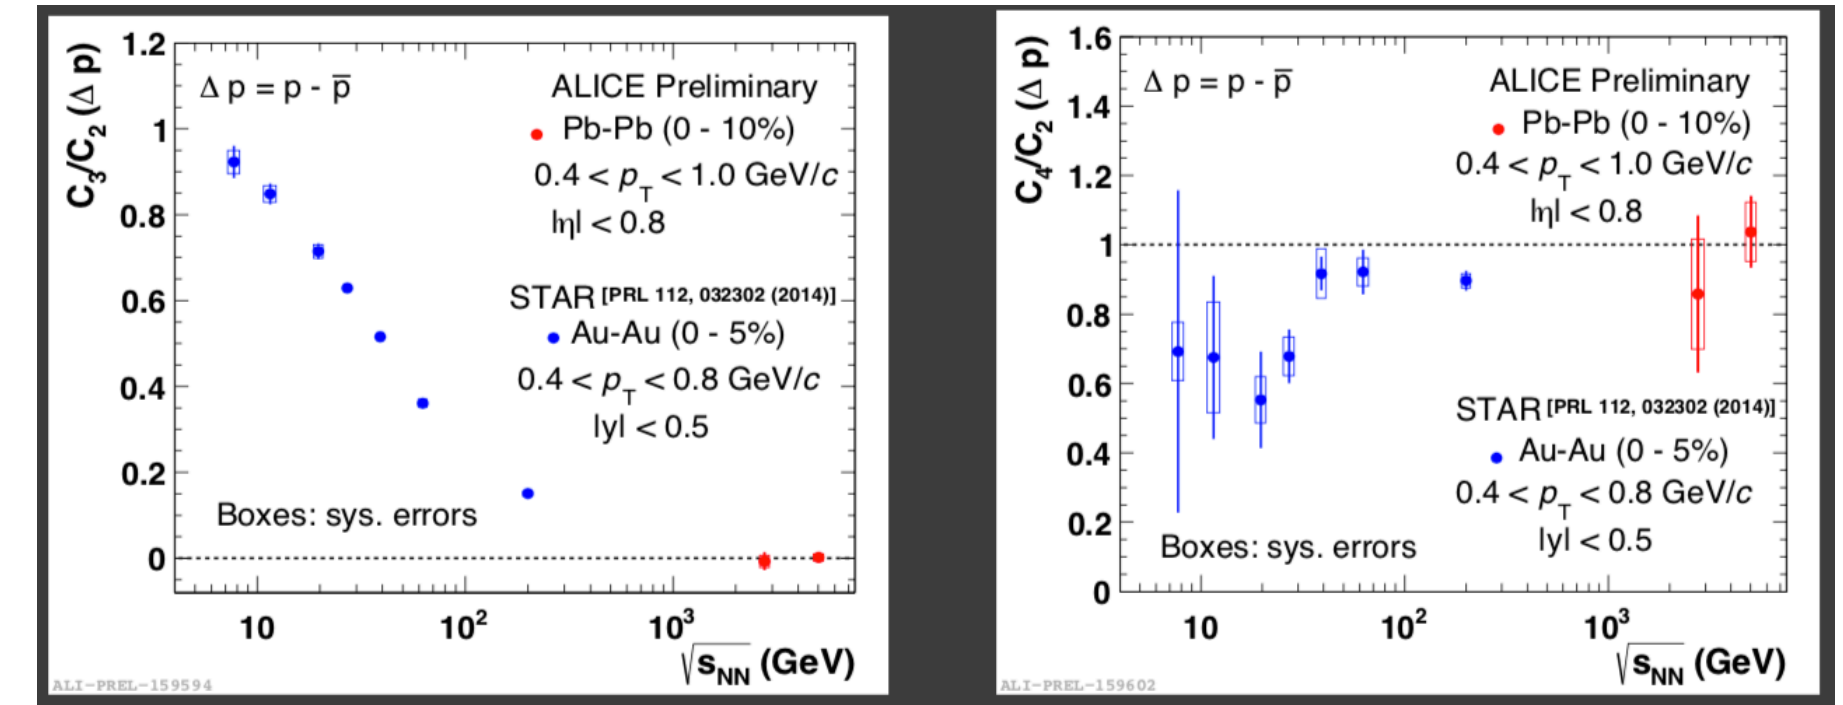 C3/C2 (Δ p)
1.2
1
0.8
0.6
0.4
0.2
0
Δ p = p - p̅
ALICE Preliminary
Pb-Pb (0 - 10%)
0.4 < pT < 1.0 GeV/c
|η| < 0.8
STAR [PRL 112, 032302 (2014)]
Au-Au (0 - 5%)
0.4 < pT < 0.8 GeV/c
|y| < 0.5
Boxes: sys. errors
10
10²
10³
√sNN (GeV)
ALI-PREL-159594
C4/C2 (Δ p)
1.6
1.4
1.2
1
0.8
0.6
0.4
0.2
0
Δ p = p - p̅
ALICE Preliminary
Pb-Pb (0 - 10%)
0.4 < pT < 1.0 GeV/c
|η| < 0.8
STAR [PRL 112, 032302 (2014)]
Au-Au (0 - 5%)
0.4 < pT < 0.8 GeV/c
|y| < 0.5
Boxes: sys. errors
10
10²
10³
√sNN (GeV)
ALI-PREL-159602